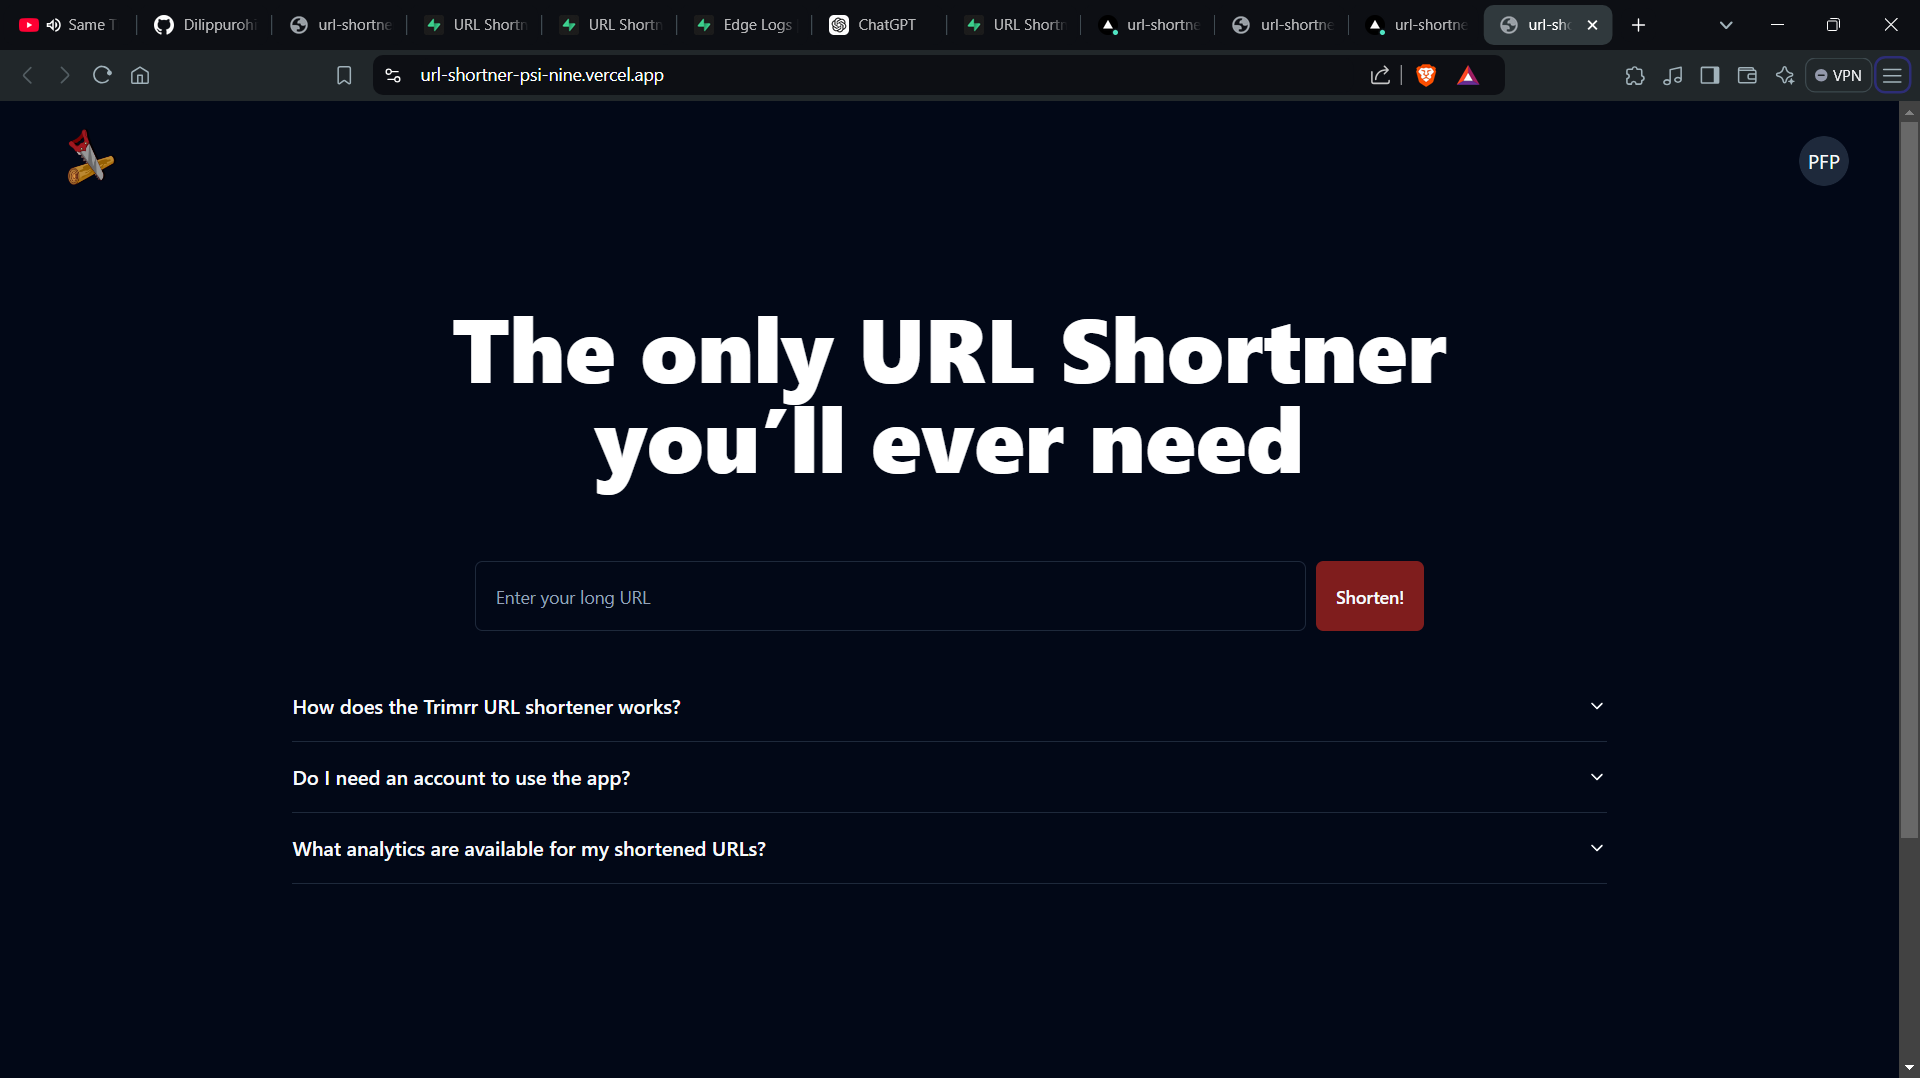 Same T
Dilippurohi
url-shortne
URL Shortn
URL Shortn
Edge Logs
ChatGPT
URL Shortn
url-shortne
url-shortne
url-shortne
url-sho
url-shortner-psi-nine.vercel.app
VPN
PFP
The only URL Shortner
you’ll ever need
Enter your long URL
Shorten!
How does the Trimrr URL shortener works?
Do I need an account to use the app?
What analytics are available for my shortened URLs?